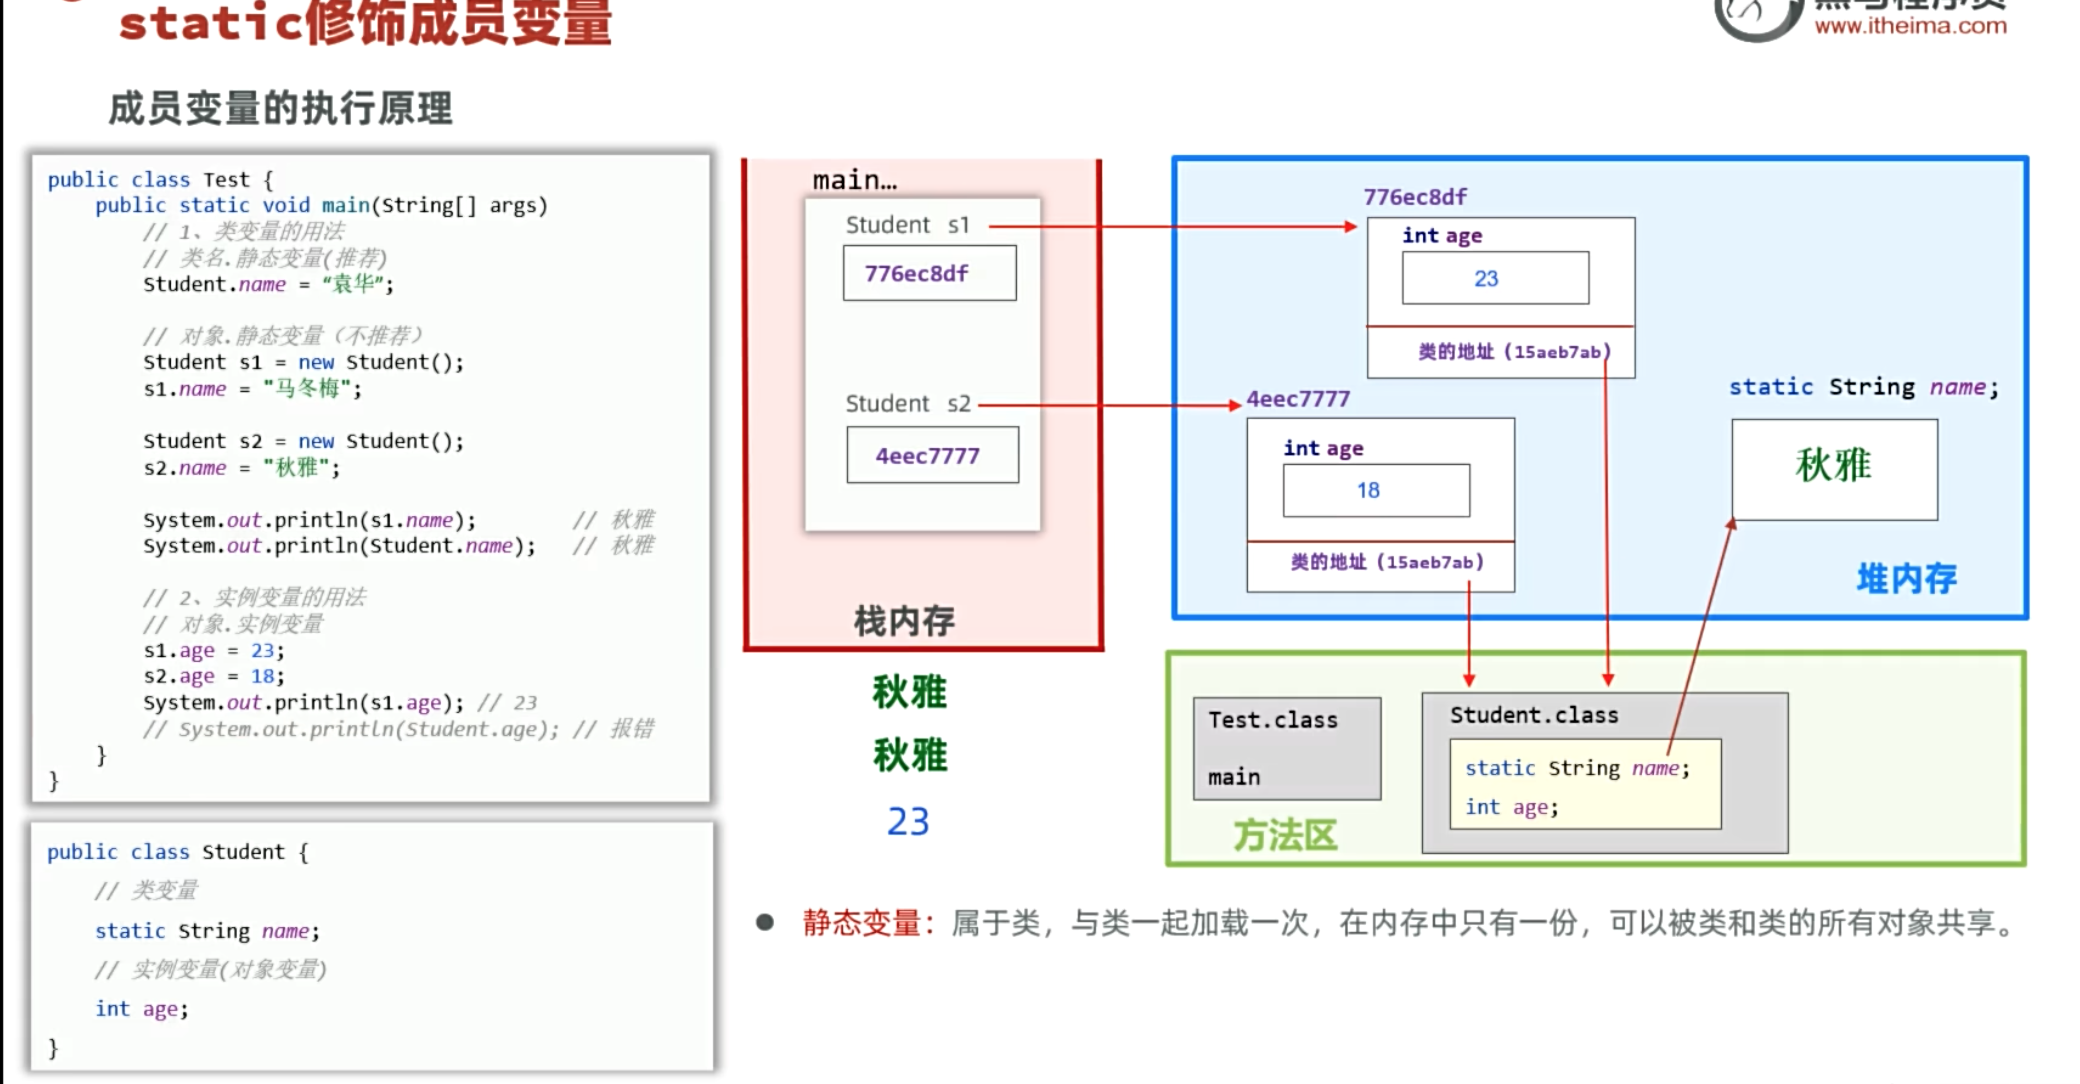 static修饰成员变量
www.itheima.com
成员变量的执行原理
public class Test {
public static void main(String[] args)
// 1、类变量的用法
// 类名.静态变量(推荐)
Student.name = “袁华”;
// 对象.静态变量（不推荐）
Student s1 = new Student();
s1.name = "马冬梅";
Student s2 = new Student();
s2.name = "秋雅";
System.out.println(s1.name); // 秋雅
System.out.println(Student.name); // 秋雅
// 2、实例变量的用法
// 对象.实例变量
s1.age = 23;
s2.age = 18;
System.out.println(s1.age); // 23
// System.out.println(Student.age); // 报错
}
}
public class Student {
// 类变量
static String name;
// 实例变量(对象变量)
int age;
}
main…
Student s1
776ec8df
Student s2
4eec7777
栈内存
秋雅
秋雅
23
776ec8df
int age
23
类的地址（15aeb7ab）
4eec7777
int age
18
类的地址（15aeb7ab）
static String name;
秋雅
堆内存
Test.class
main
方法区
Student.class
static String name;
int age;
● 静态变量：属于类，与类一起加载一次，在内存中只有一份，可以被类和类的所有对象共享。